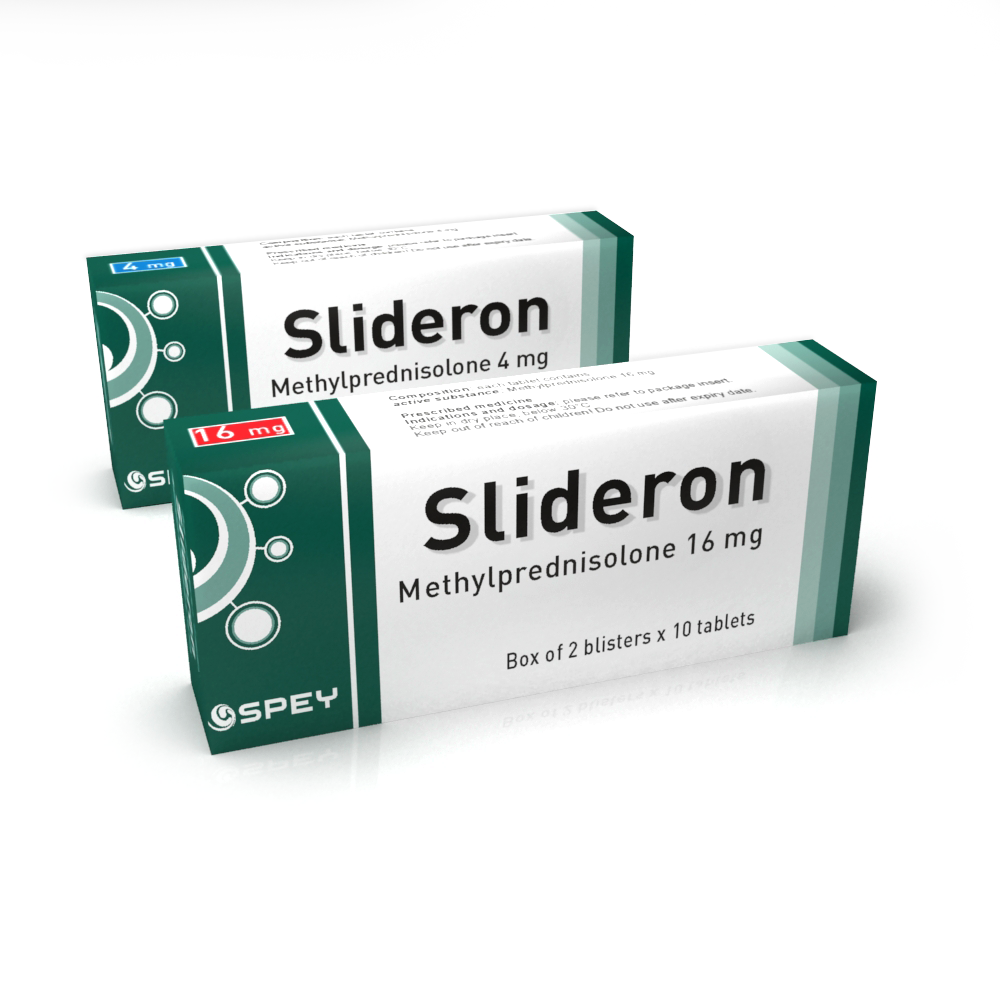 4 mg
Slideron
Methylprednisolone 4 mg
16 mg
Composition: each tablet contains
active substance: Methylprednisolone 16 mg
Prescribed medicine
Indications and dosage: please refer to package insert.
Keep in dry place, below 30°C
Keep out of reach of children! Do not use after expiry date.
Slideron
Methylprednisolone 16 mg
Box of 2 blisters x 10 tablets
SPEY